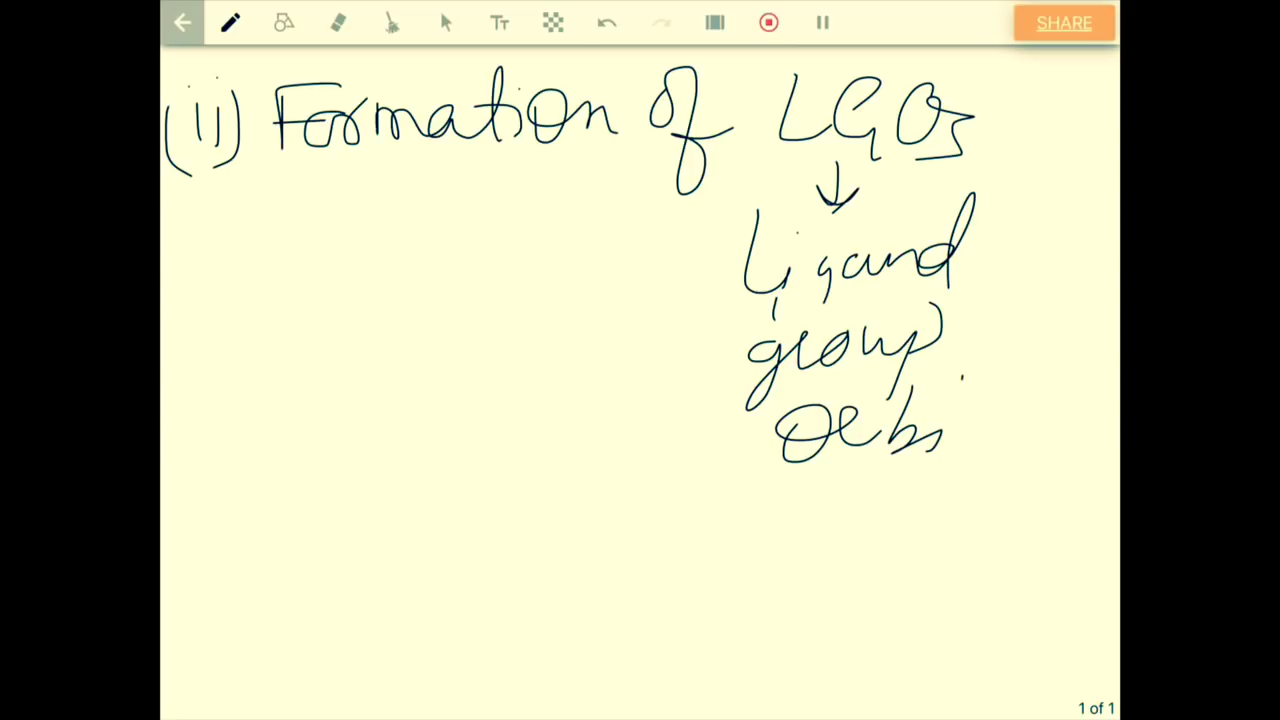 SHARE
(ii) Formation of LGOs
↓
Ligand
group
Orbs
1 of 1